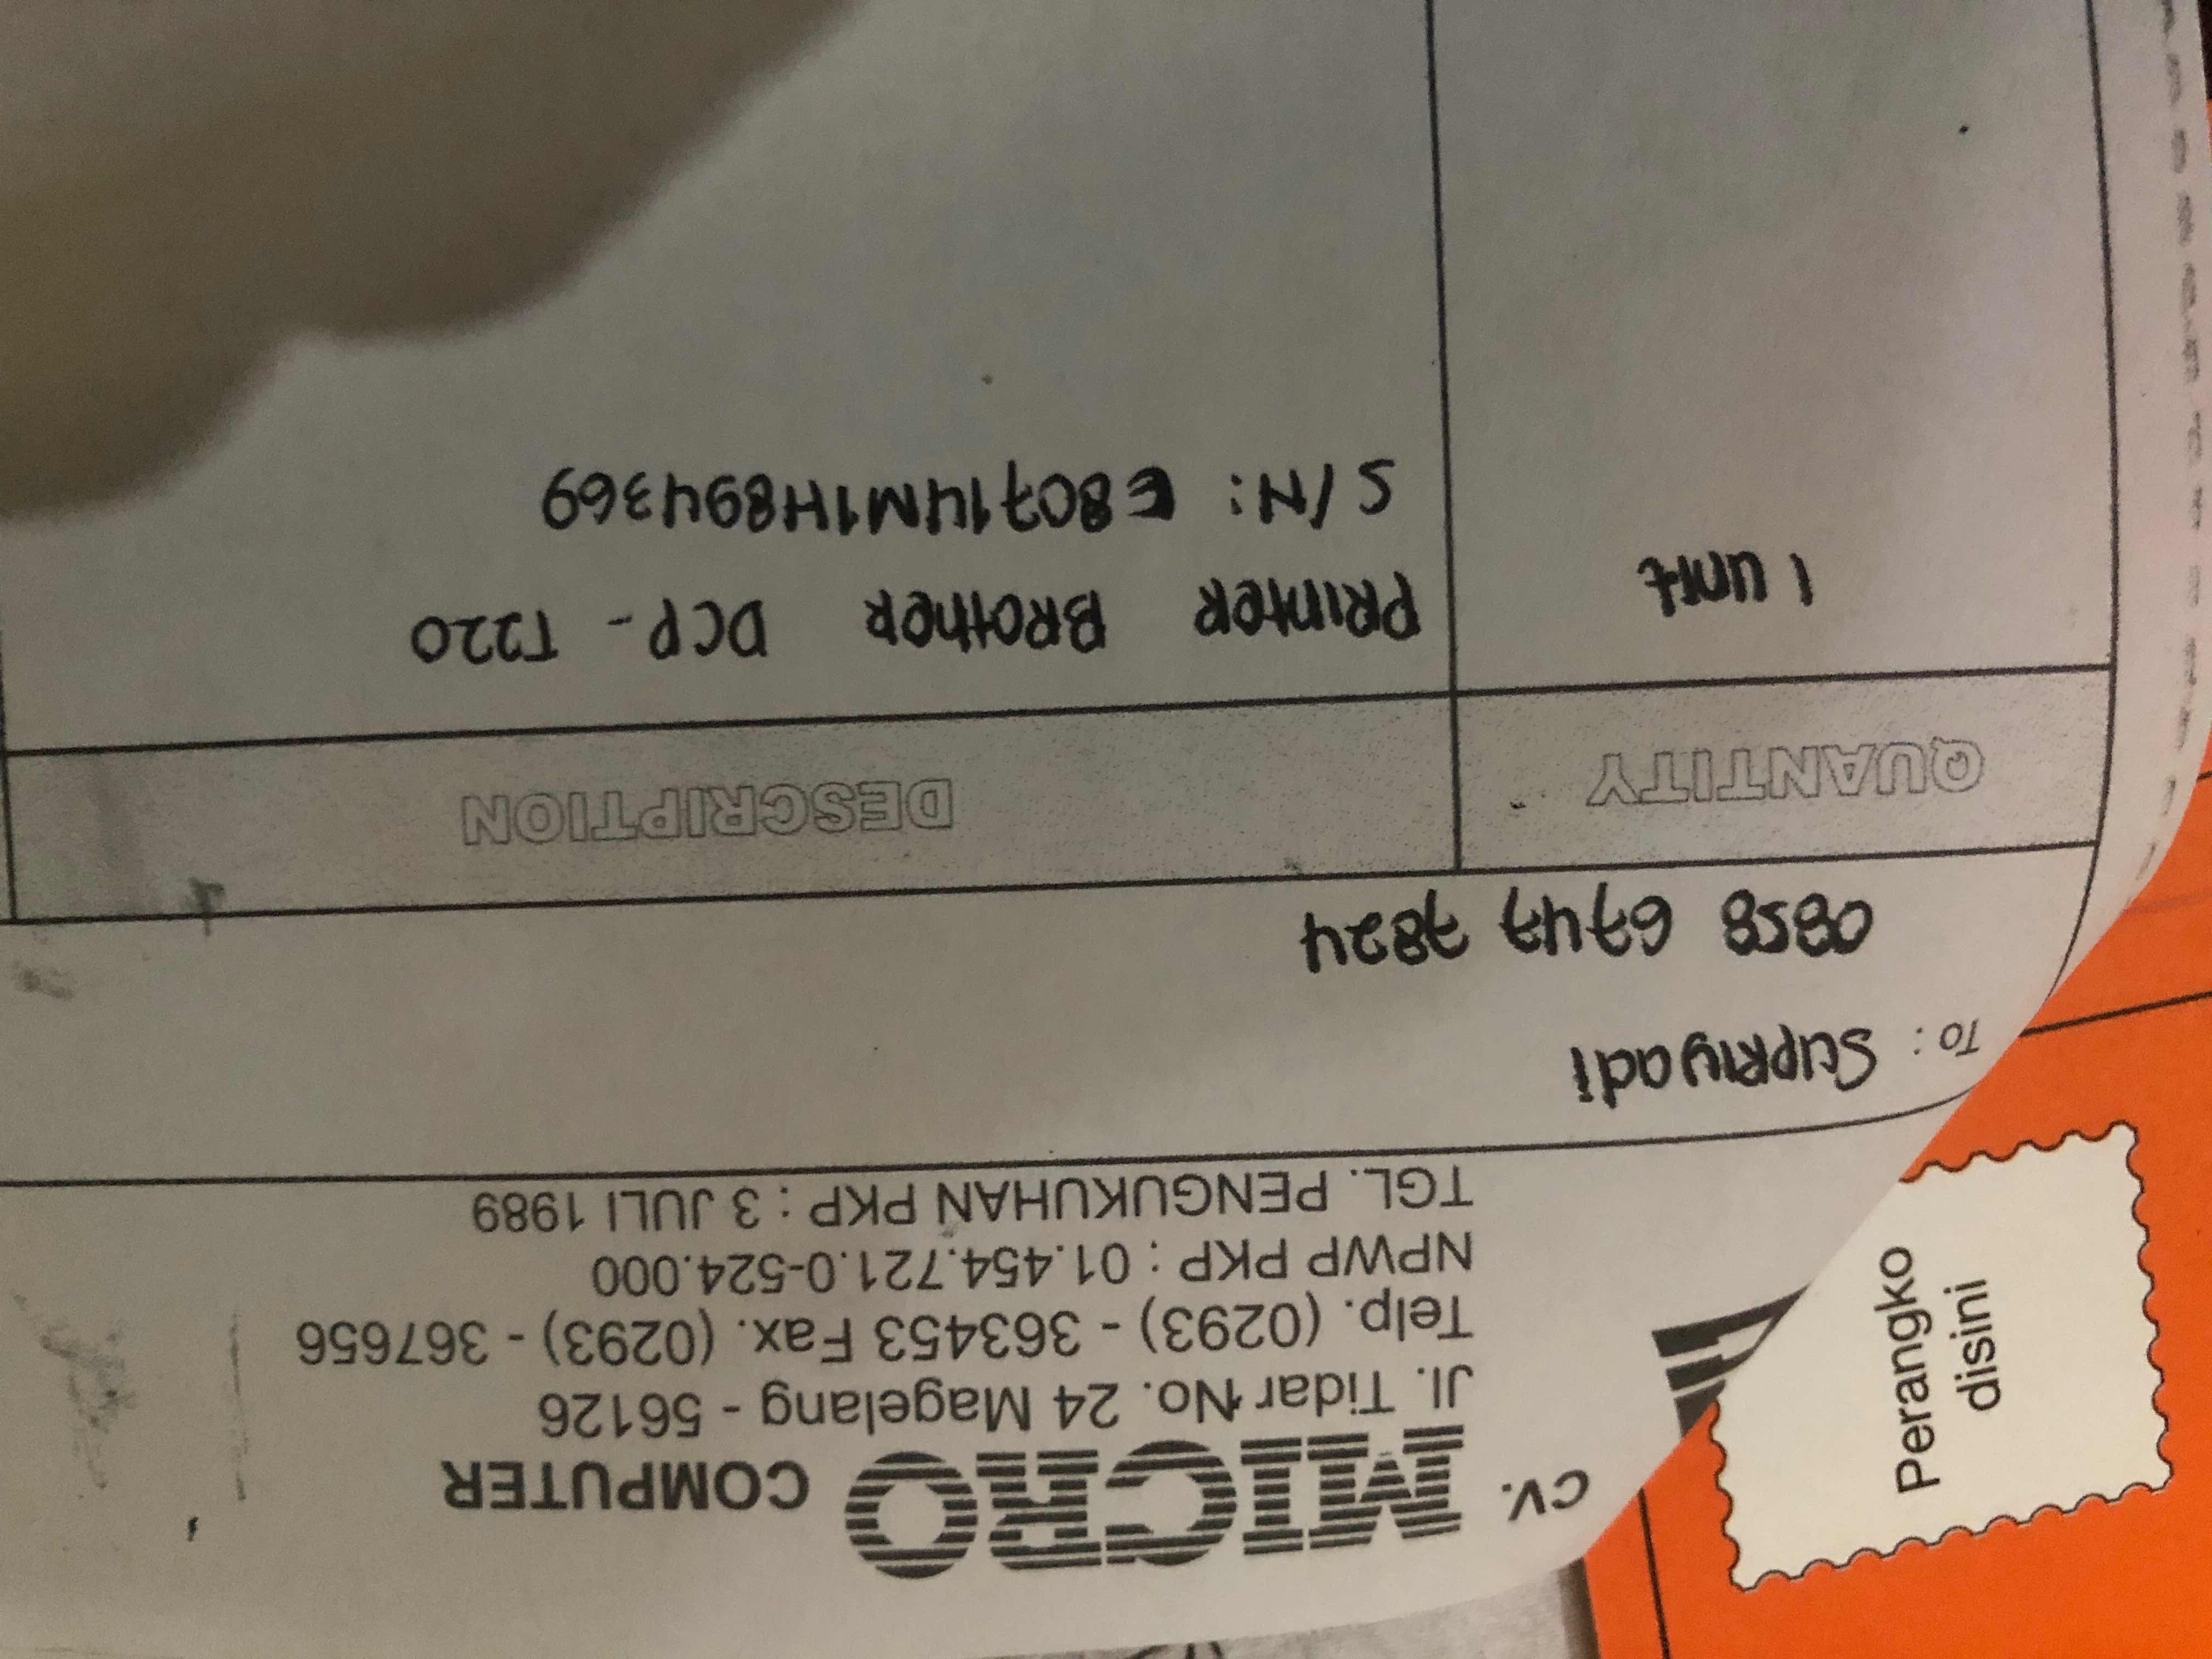 CV. MICRO COMPUTER
Jl. Tidar No. 24 Magelang - 56126
Telp. (0293) - 363453 Fax. (0293) - 367656
NPWP PKP : 01.454.721.0-524.000
TGL. PENGUKUHAN PKP : 3 JULI 1989
TO : Supriyadi
0858 6747 7824
QUANTITY DESCRIPTION
1 unit PRINTER BROTHER DCP - T220
S/N: E80714M1H894369
Perangko
disini